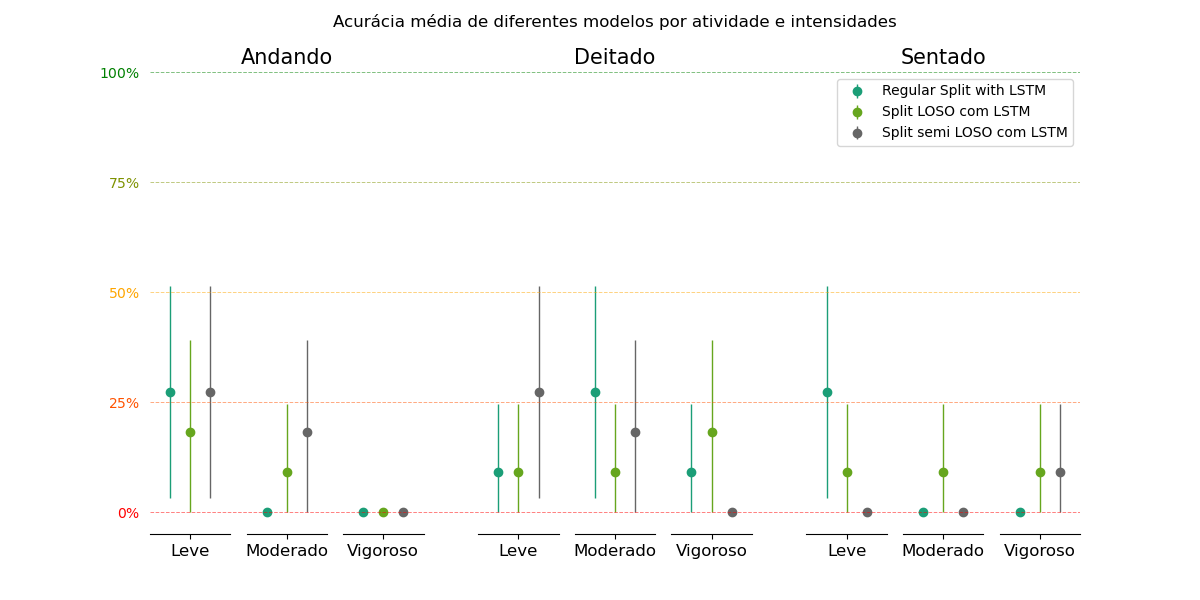 Acurácia média de diferentes modelos por atividade e intensidades
Andando
Deitado
Sentado
100%
Regular Split with LSTM
Split LOSO com LSTM
Split semi LOSO com LSTM
75%
50%
25%
0%
Leve
Moderado
Vigoroso
Leve
Moderado
Vigoroso
Leve
Moderado
Vigoroso